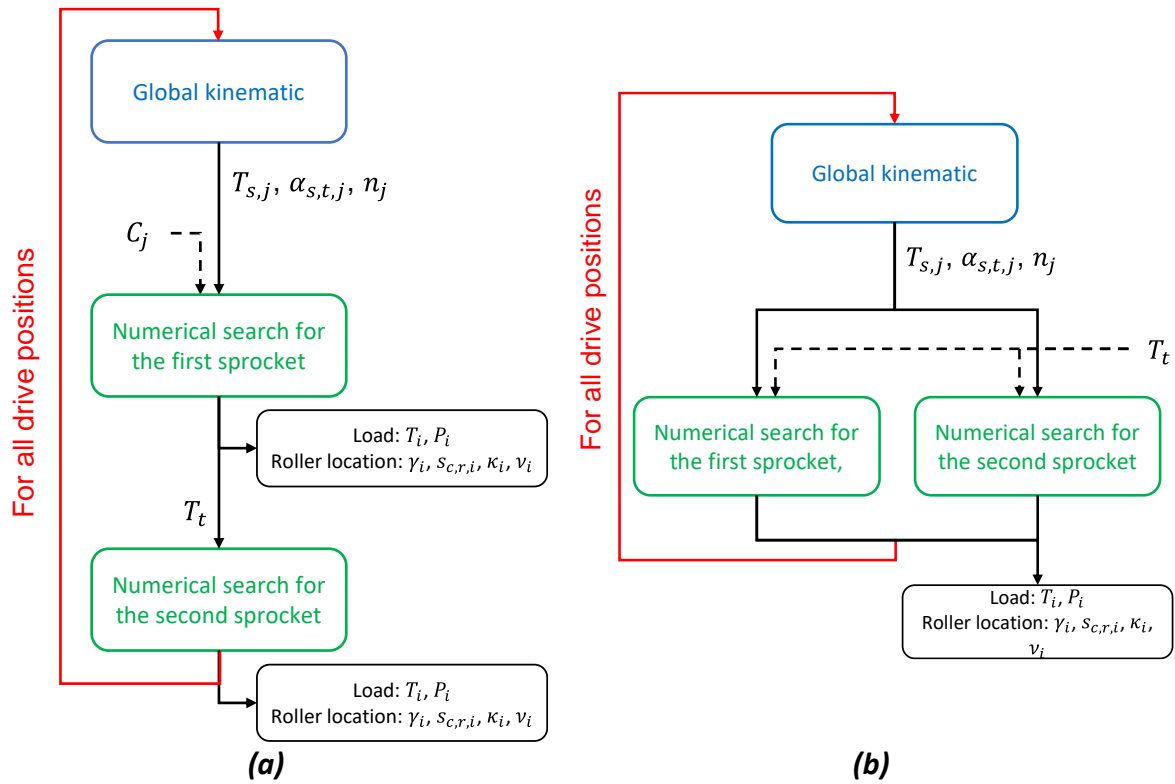 For all drive positions
Global kinematic
T_{s,j}, α_{s,t,j}, n_j
C_j
Numerical search for
the first sprocket
Load: T_i, P_i
Roller location: γ_i, s_{c,r,i}, κ_i, ν_i
T_t
Numerical search for
the second sprocket
Load: T_i, P_i
Roller location: γ_i, s_{c,r,i}, κ_i, ν_i
(a)
For all drive positions
Global kinematic
T_{s,j}, α_{s,t,j}, n_j
T_t
Numerical search for
the first sprocket,
Numerical search for
the second sprocket
Load: T_i, P_i
Roller location: γ_i, s_{c,r,i}, κ_i,
ν_i
(b)